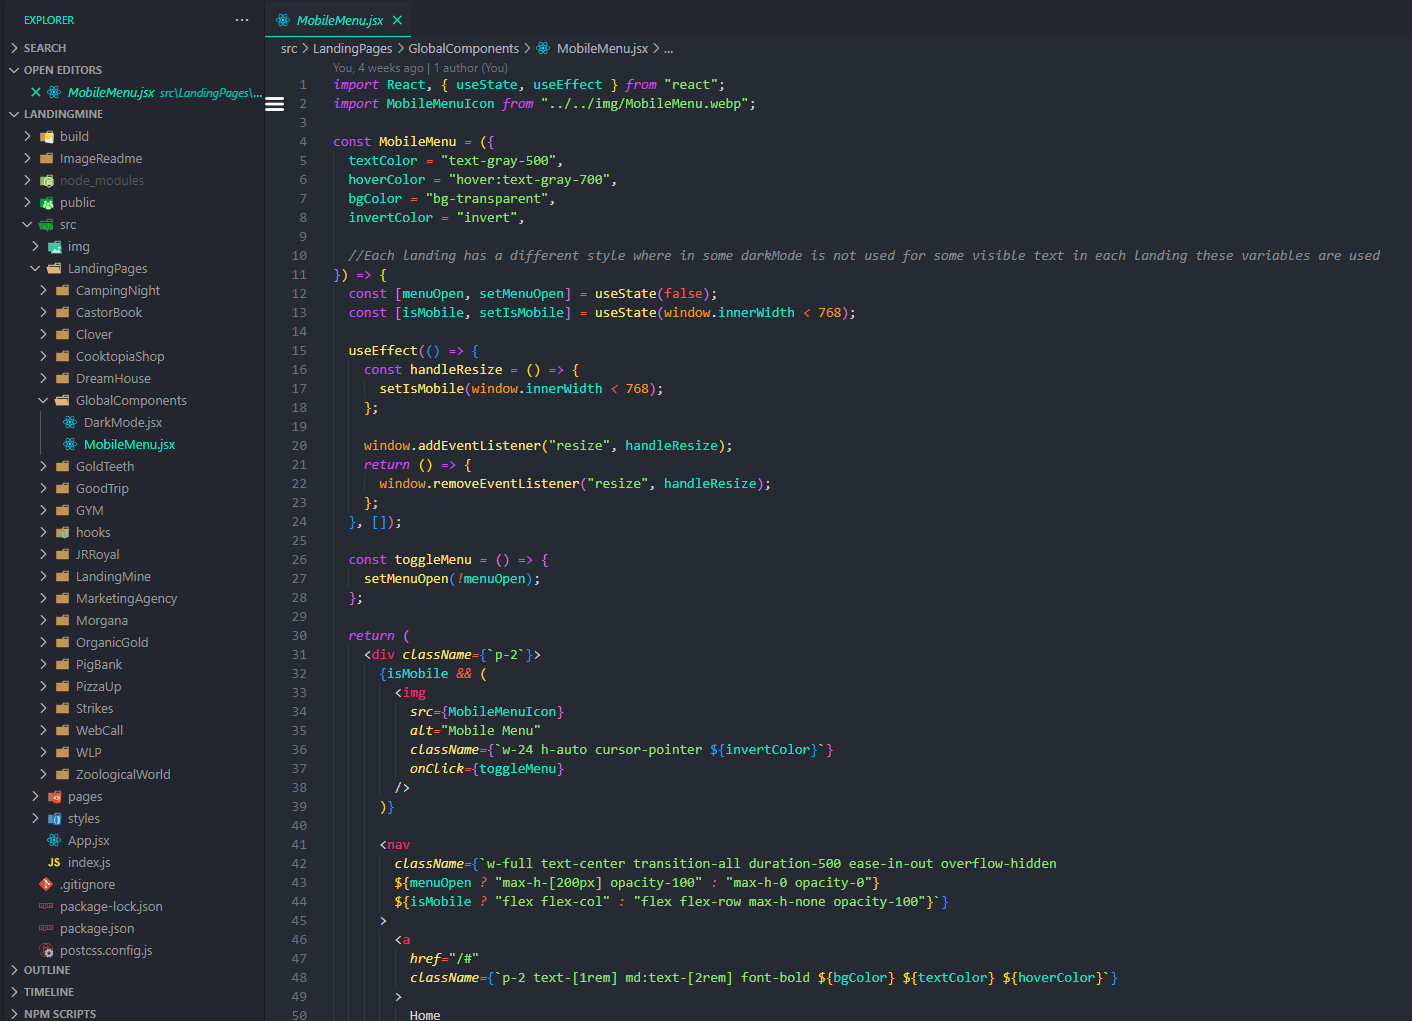 EXPLORER
SEARCH
OPEN EDITORS
MobileMenu.jsx src\LandingPages\...
LANDINGMINE
build
ImageReadme
node_modules
public
src
img
LandingPages
CampingNight
CastorBook
Clover
CooktopiaShop
DreamHouse
GlobalComponents
DarkMode.jsx
MobileMenu.jsx
GoldTeeth
GoodTrip
GYM
hooks
JRRoyal
LandingMine
MarketingAgency
Morgana
OrganicGold
PigBank
PizzaUp
Strikes
WebCall
WLP
ZoologicalWorld
pages
styles
App.jsx
JS index.js
.gitignore
package-lock.json
package.json
postcss.config.js
OUTLINE
TIMELINE
NPM SCRIPTS
MobileMenu.jsx
src > LandingPages > GlobalComponents > MobileMenu.jsx > ...
You, 4 weeks ago | 1 author (You)
1 import React, { useState, useEffect } from "react";
2 import MobileMenuIcon from "../../img/MobileMenu.webp";
3
4 const MobileMenu = ({
5 textColor = "text-gray-500",
6 hoverColor = "hover:text-gray-700",
7 bgColor = "bg-transparent",
8 invertColor = "invert",
9
10 //Each landing has a different style where in some darkMode is not used for some visible text in each landing these variables are used
11 }) => {
12 const [menuOpen, setMenuOpen] = useState(false);
13 const [isMobile, setIsMobile] = useState(window.innerWidth < 768);
14
15 useEffect(() => {
16 const handleResize = () => {
17 setIsMobile(window.innerWidth < 768);
18 };
19
20 window.addEventListener("resize", handleResize);
21 return () => {
22 window.removeEventListener("resize", handleResize);
23 };
24 }, []);
25
26 const toggleMenu = () => {
27 setMenuOpen(!menuOpen);
28 };
29
30 return (
31 <div className={`p-2`}>
32 {isMobile && (
33 <img
34 src={MobileMenuIcon}
35 alt="Mobile Menu"
36 className={`w-24 h-auto cursor-pointer ${invertColor}`}
37 onClick={toggleMenu}
38 />
39 )}
40
41 <nav
42 className={`w-full text-center transition-all duration-500 ease-in-out overflow-hidden
43 ${menuOpen ? "max-h-[200px] opacity-100" : "max-h-0 opacity-0"}
44 ${isMobile ? "flex flex-col" : "flex flex-row max-h-none opacity-100"}`}
45 >
46 <a
47 href="/#"
48 className={`p-2 text-[1rem] md:text-[2rem] font-bold ${bgColor} ${textColor} ${hoverColor}`}
49 >
50 Home